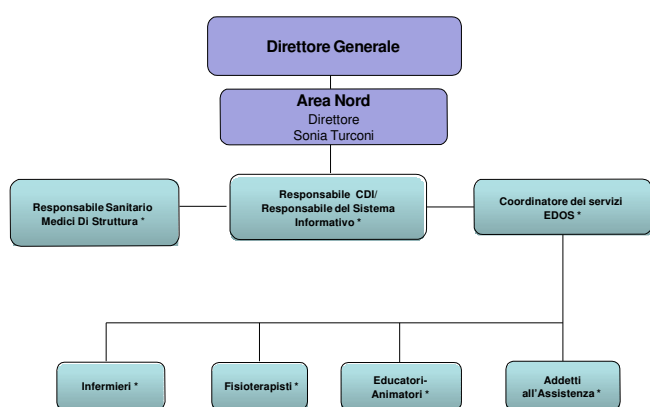 Direttore Generale
Area Nord
Direttore
Sonia Turconi
Responsabile Sanitario
Medici Di Struttura *
Responsabile CDI/
Responsabile del Sistema
Informativo *
Coordinatore dei servizi
EDOS *
Infermieri *
Fisioterapisti *
Educatori-
Animatori *
Addetti
all'Assistenza *